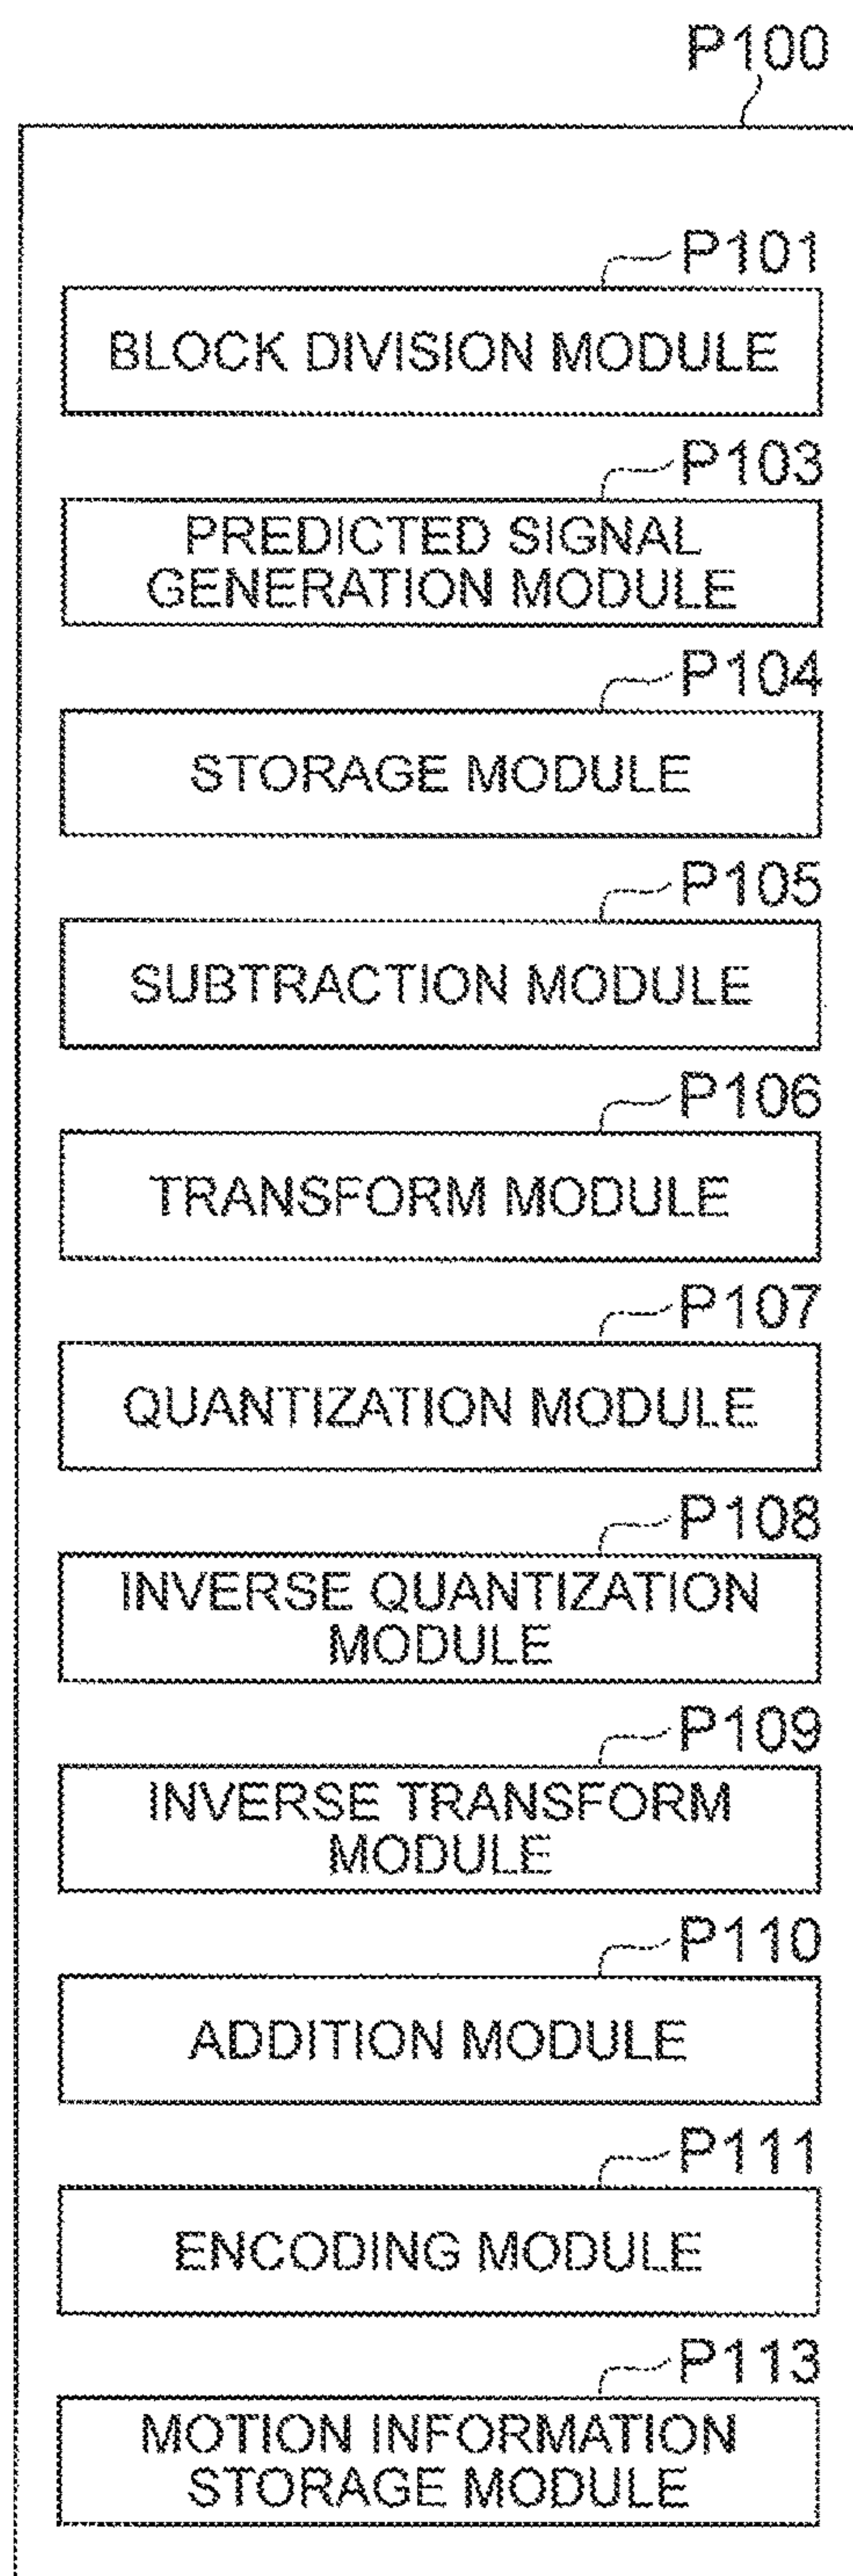 P100
P101
BLOCK DIVISION MODULE
P103
PREDICTED SIGNAL
GENERATION MODULE
P104
STORAGE MODULE
P105
SUBTRACTION MODULE
P106
TRANSFORM MODULE
P107
QUANTIZATION MODULE
P108
INVERSE QUANTIZATION
MODULE
P109
INVERSE TRANSFORM
MODULE
P110
ADDITION MODULE
P111
ENCODING MODULE
P113
MOTION INFORMATION
STORAGE MODULE